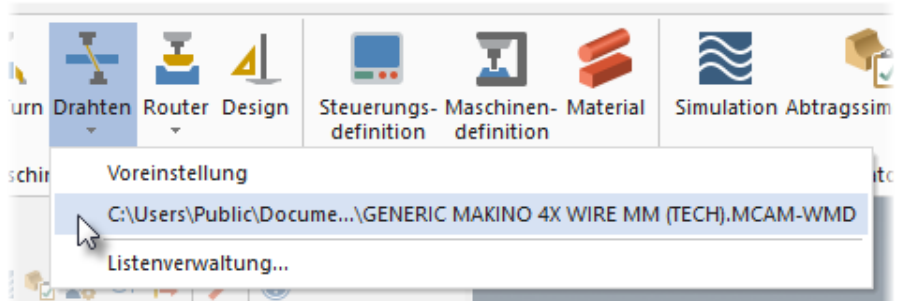 urn Drahten Router Design Steuerungs- Maschinen- Material Simulation Abtragssim
definition definition
schir
Voreinstellung
C:\Users\Public\Docume...\GENERIC MAKINO 4X WIRE MM (TECH).MCAM-WMD
Listenverwaltung...